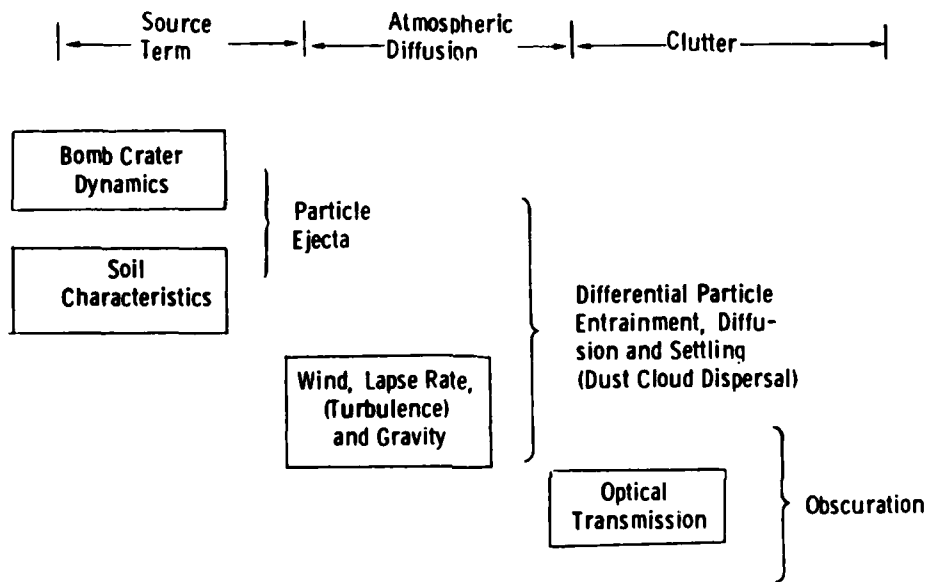 Source
Term
Atmospheric
Diffusion
Clutter
Bomb Crater
Dynamics
Particle
Ejecta
Soil
Characteristics
Differential Particle
Entrainment, Diffu-
sion and Settling
(Dust Cloud Dispersal)
Wind, Lapse Rate,
(Turbulence)
and Gravity
Optical
Transmission
Obscuration